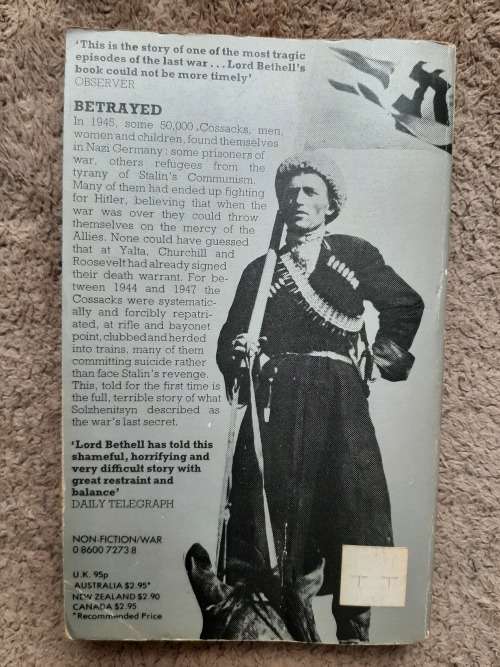 ‘This is the story of one of the most tragic
episodes of the last war . . . Lord Bethell's
book could not be more timely’
OBSERVER
BETRAYED
In 1945, some 50,000 Cossacks, men,
women and children, found themselves
in Nazi Germany: some prisoners of
war, others refugees from the
tyrany of Stalin's Communism.
Many of them had ended up fighting
for Hitler, believing that when the
war was over they could throw
themselves on the mercy of the
Allies. None could have guessed
that at Yalta, Churchill and
Roosevelt had already signed
their death warrant. For be-
tween 1944 and 1947 the
Cossacks were systematic-
ally and forcibly repatri-
ated, at rifle and bayonet
point, clubbed and herded
into trains, many of them
committing suicide rather
than face Stalin's revenge.
This, told for the first time is
the full, terrible story of what
Solzhenitsyn described as
the war's last secret.
‘Lord Bethell has told this
shameful, horrifying and
very difficult story with
great restraint and
balance’
DAILY TELEGRAPH
NON-FICTION/WAR
0 8600 7273 8
U.K. 95p
AUSTRALIA $2.95*
NEW ZEALAND $2.90
CANADA $2.95
*Recommended Price